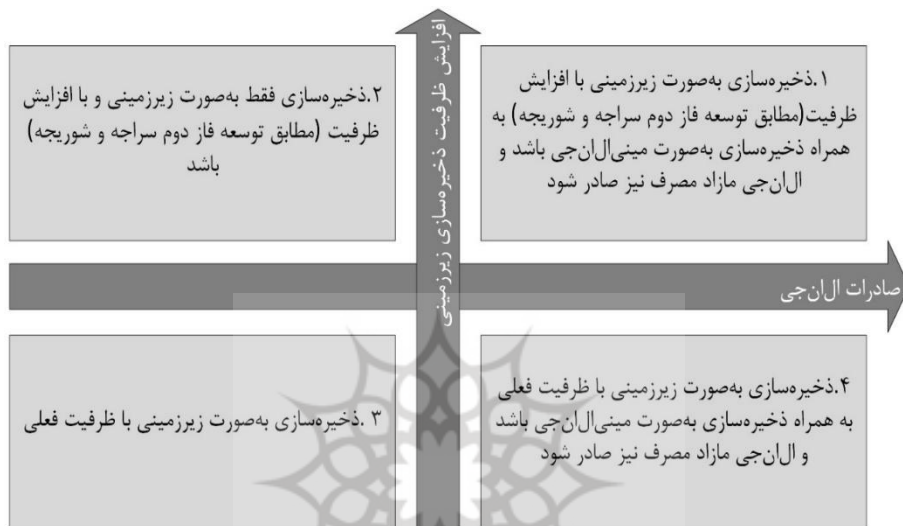 افزایش ظرفیت ذخیره‌سازی زیرزمینی
۱.ذخیره‌سازی به‌صورت زیرزمینی با افزایش
ظرفیت(مطابق توسعه فاز دوم سراجه و شوریجه) به
همراه ذخیره‌سازی به‌صورت مینی‌ال‌ان‌جی باشد و
ال‌ان‌جی مازاد مصرف نیز صادر شود
۲.ذخیره‌سازی فقط به‌صورت زیرزمینی و با افزایش
ظرفیت (مطابق توسعه فاز دوم سراجه و شوریجه)
باشد
صادرات ال‌ان‌جی
۳ .ذخیره‌سازی به‌صورت زیرزمینی با ظرفیت فعلی
۴.ذخیره‌سازی به‌صورت زیرزمینی با ظرفیت فعلی
به همراه ذخیره‌سازی به‌صورت مینی‌ال‌ان‌جی باشد
و ال‌ان‌جی مازاد مصرف نیز صادر شود